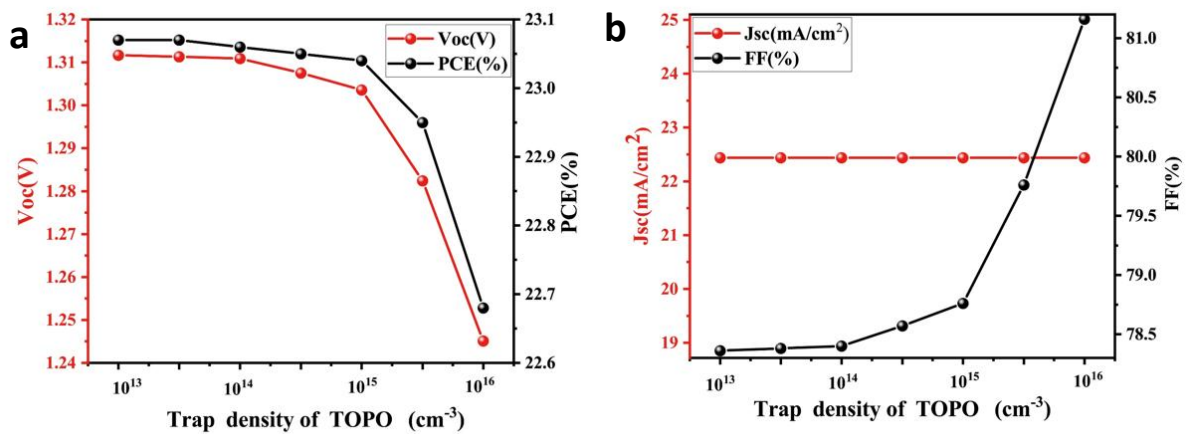 a
Voc(V)
PCE(%)
1.32
1.31
1.30
1.29
1.28
1.27
1.26
1.25
1.24
Voc(V)
23.1
23.0
22.9
22.8
22.7
22.6
PCE(%)
10¹³ 10¹⁴ 10¹⁵ 10¹⁶
Trap density of TOPO (cm⁻³)
b
Jsc(mA/cm²)
FF(%)
25
24
23
22
21
20
19
Jsc(mA/cm²)
81.0
80.5
80.0
79.5
79.0
78.5
FF(%)
10¹³ 10¹⁴ 10¹⁵ 10¹⁶
Trap density of TOPO (cm⁻³)